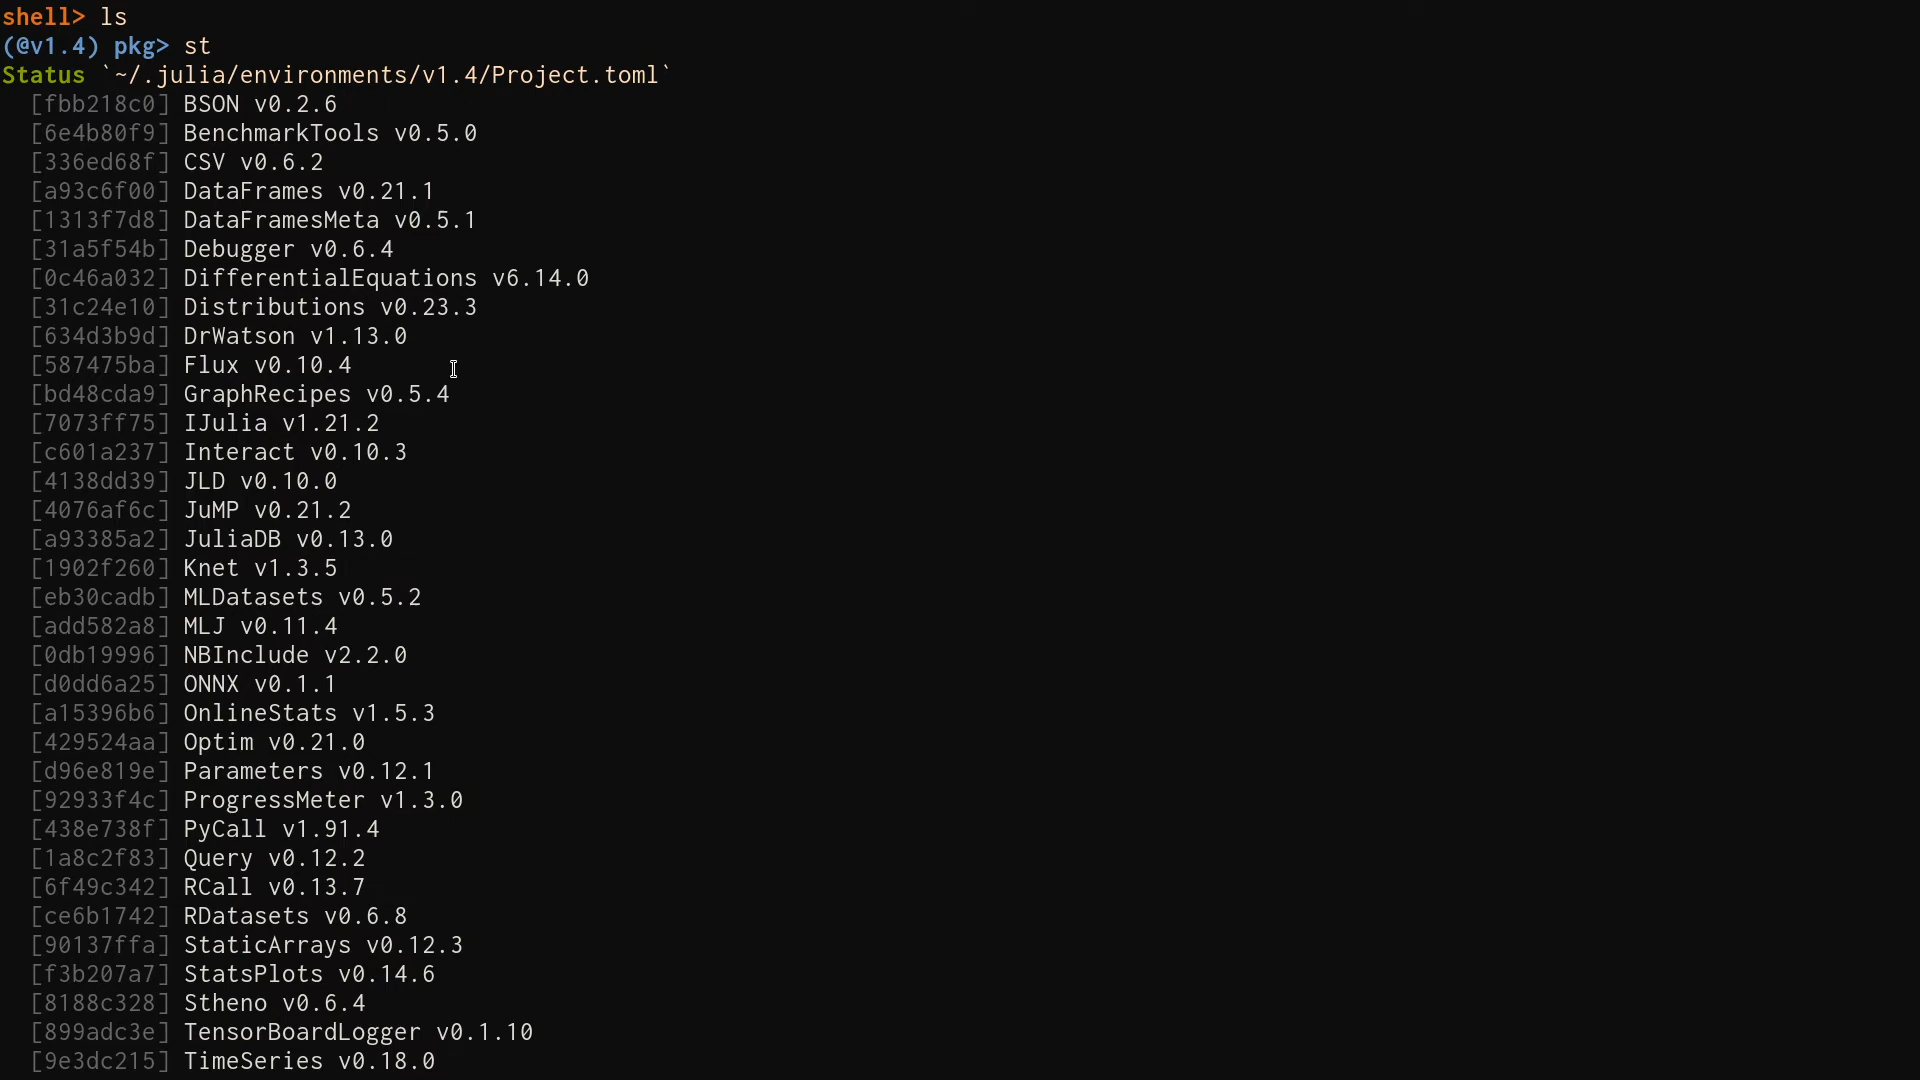 shell> ls
(@v1.4) pkg> st
Status `~/.julia/environments/v1.4/Project.toml`
[fbb218c0] BSON v0.2.6
[6e4b80f9] BenchmarkTools v0.5.0
[336ed68f] CSV v0.6.2
[a93c6f00] DataFrames v0.21.1
[1313f7d8] DataFramesMeta v0.5.1
[31a5f54b] Debugger v0.6.4
[0c46a032] DifferentialEquations v6.14.0
[31c24e10] Distributions v0.23.3
[634d3b9d] DrWatson v1.13.0
[587475ba] Flux v0.10.4
[bd48cda9] GraphRecipes v0.5.4
[7073ff75] IJulia v1.21.2
[c601a237] Interact v0.10.3
[4138dd39] JLD v0.10.0
[4076af6c] JuMP v0.21.2
[a93385a2] JuliaDB v0.13.0
[1902f260] Knet v1.3.5
[eb30cadb] MLDatasets v0.5.2
[add582a8] MLJ v0.11.4
[0db19996] NBInclude v2.2.0
[d0dd6a25] ONNX v0.1.1
[a15396b6] OnlineStats v1.5.3
[429524aa] Optim v0.21.0
[d96e819e] Parameters v0.12.1
[92933f4c] ProgressMeter v1.3.0
[438e738f] PyCall v1.91.4
[1a8c2f83] Query v0.12.2
[6f49c342] RCall v0.13.7
[ce6b1742] RDatasets v0.6.8
[90137ffa] StaticArrays v0.12.3
[f3b207a7] StatsPlots v0.14.6
[8188c328] Stheno v0.6.4
[899adc3e] TensorBoardLogger v0.1.10
[9e3dc215] TimeSeries v0.18.0